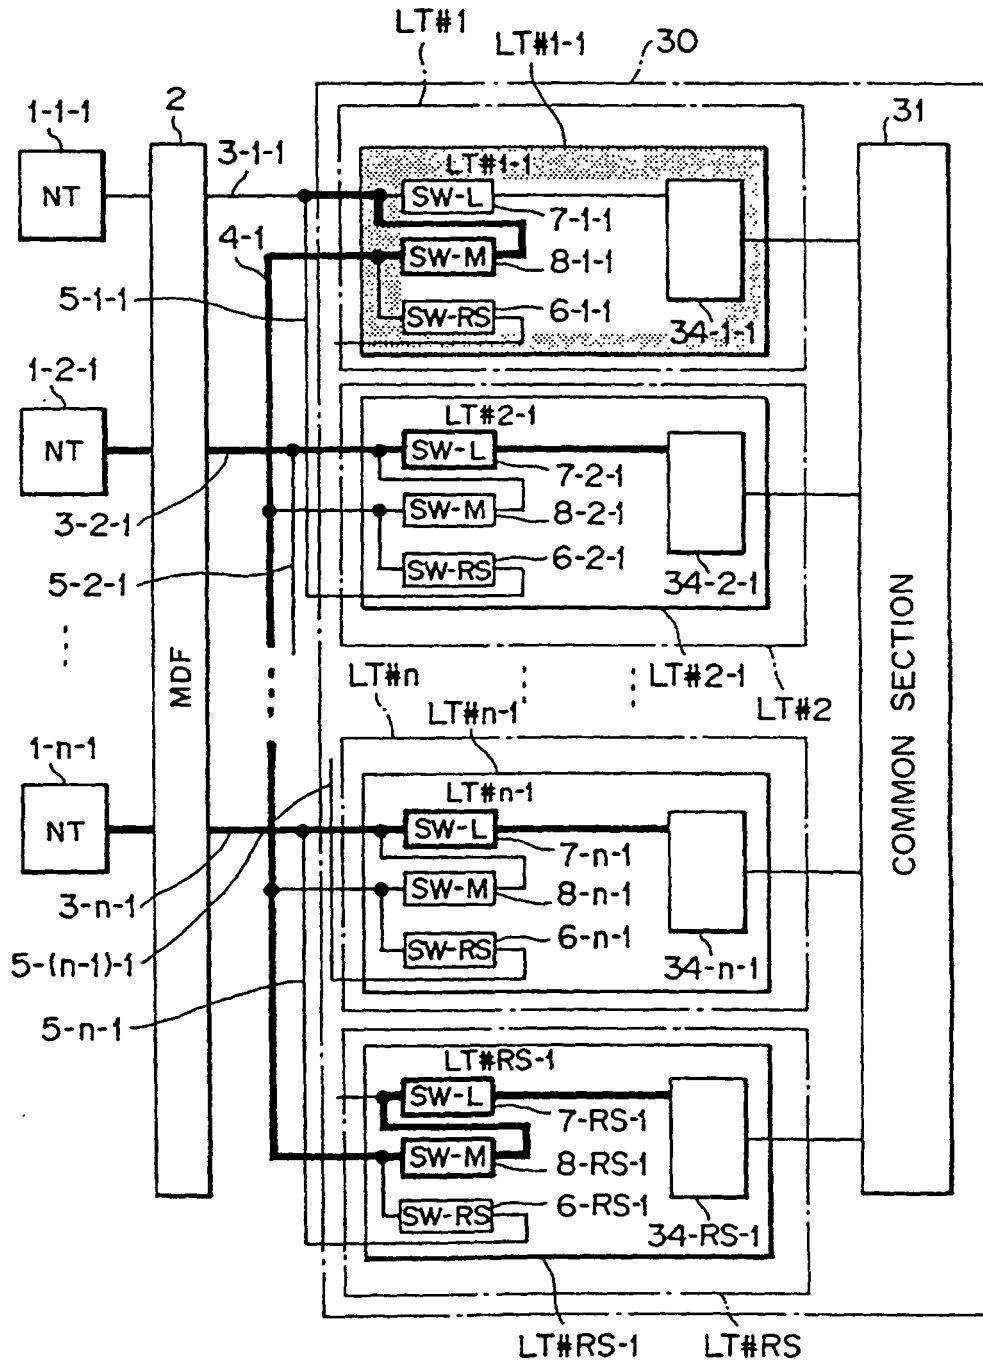 LT#1
LT#1-1
30
1-1-1
2
3-1-1
31
NT
LT#1-1
SW-L
7-1-1
4-1
SW-M
8-1-1
5-1-1
SW-RS
6-1-1
34-1-1
1-2-1
LT#2-1
NT
SW-L
7-2-1
3-2-1
SW-M
8-2-1
5-2-1
SW-RS
6-2-1
34-2-1
MDF
COMMON SECTION
LT#n
LT#2-1
LT#n-1
LT#2
1-n-1
LT#n-1
NT
SW-L
7-n-1
3-n-1
SW-M
8-n-1
5-(n-1)-1
SW-RS
6-n-1
34-n-1
5-n-1
LT#RS-1
SW-L
7-RS-1
SW-M
8-RS-1
SW-RS
6-RS-1
34-RS-1
LT#RS-1
LT#RS